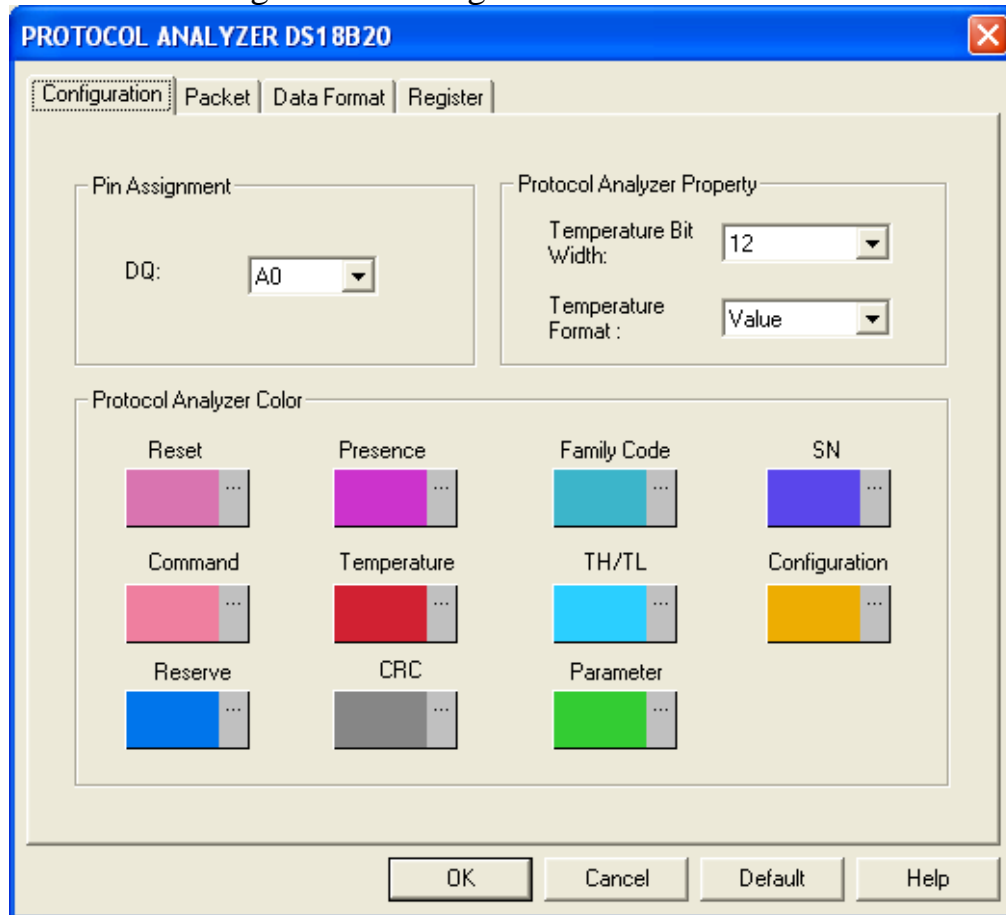 PROTOCOL ANALYZER DS18B20
Configuration Packet Data Format Register
Pin Assignment
DQ:
A0
Protocol Analyzer Property
Temperature Bit
Width:
12
Temperature
Format :
Value
Protocol Analyzer Color
Reset Presence Family Code SN
... ... ... ...
Command Temperature TH/TL Configuration
... ... ... ...
Reserve CRC Parameter
... ... ...
OK Cancel Default Help